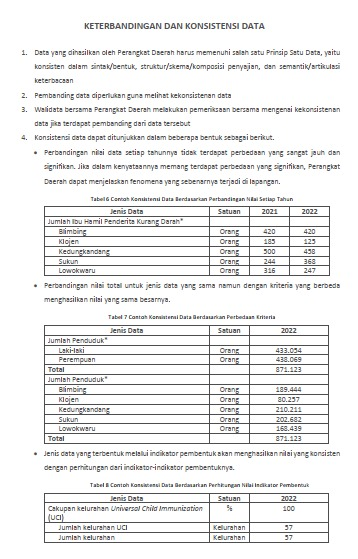 KETERBANDINGAN DAN KONSISTENSI DATA
1. Data yang dihasilkan oleh Perangkat Daerah harus memenuhi salah satu Prinsip Satu Data, yaitu
konsisten dalam sintak/bentuk, struktur/skema/komposisi penyajian, dan semantik/artikulasi
keterbacaan
2. Pembanding data diperlukan guna melihat kekonsistenan data
3. Walidata bersama Perangkat Daerah melakukan pemeriksaan bersama mengenai kekonsistenan
data jika terdapat pembanding dari data tersebut
4. Konsistensi data dapat ditunjukkan dalam beberapa bentuk sebagai berikut.
• Perbandingan nilai data setiap tahunnya tidak terdapat perbedaan yang sangat jauh dan
signifikan. Jika dalam kenyataannya memang terdapat perbedaan yang signifikan, Perangkat
Daerah dapat menjelaskan fenomena yang sebenarnya terjadi di lapangan.
Tabel 6 Contoh Konsistensi Data Berdasarkan Perbandingan Nilai Setiap Tahun
Jenis Data Satuan 2021 2022
Jumlah Ibu Hamil Penderita Kurang Darah*
Blimbing Orang 420 420
Klojen Orang 185 125
Kedungkandang Orang 500 458
Sukun Orang 244 368
Lowokwaru Orang 316 247
• Perbandingan nilai total untuk jenis data yang sama namun dengan kriteria yang berbeda
menghasilkan nilai yang sama besarnya.
Tabel 7 Contoh Konsistensi Data Berdasarkan Perbedaan Kriteria
Jenis Data Satuan 2022
Jumlah Penduduk*
Laki-laki Orang 433.054
Perempuan Orang 438.069
Total 871.123
Jumlah Penduduk*
Blimbing Orang 189.444
Klojen Orang 80.257
Kedungkandang Orang 210.211
Sukun Orang 202.682
Lowokwaru Orang 168.439
Total 871.123
• Jenis data yang terbentuk melalui indikator pembentuk akan menghasilkan nilai yang konsisten
dengan perhitungan dari indikator-indikator pembentuknya.
Tabel 8 Contoh Konsistensi Data Berdasarkan Perhitungan Nilai Indikator Pembentuk
Jenis Data Satuan 2022
Cakupan kelurahan Universal Child Immunization % 100
(UCI)
Jumlah kelurahan UCI Kelurahan 57
Jumlah kelurahan Kelurahan 57